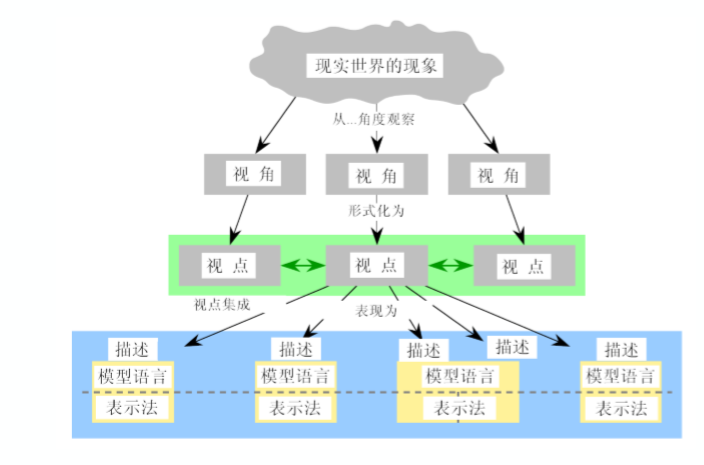 现实世界的现象
从...角度观察
视 角
视 角
视 角
形式化为
视 点
视 点
视 点
视点集成
表现为
描述
描述
描述
描述
描述
模型语言
模型语言
模型语言
模型语言
表示法
表示法
表示法
表示法